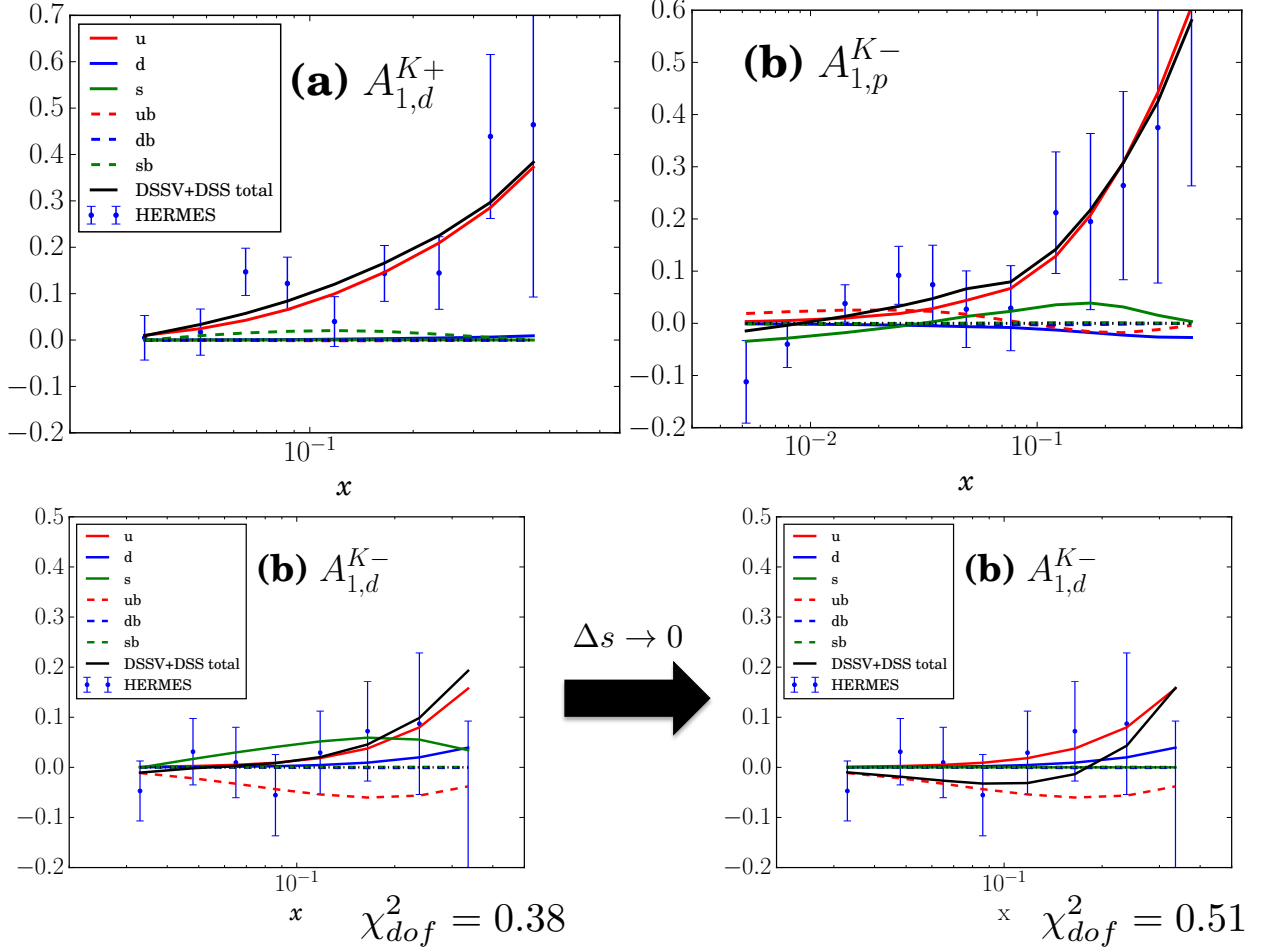 (a) $A_{1,d}^{K+}$
0.7
0.6
0.5
0.4
0.3
0.2
0.1
0.0
−0.1
−0.2
u
d
s
ub
db
sb
DSSV+DSS total
HERMES
10⁻¹
x
(b) $A_{1,p}^{K-}$
0.6
0.5
0.4
0.3
0.2
0.1
0.0
−0.1
−0.2
10⁻² 10⁻¹
x
(b) $A_{1,d}^{K-}$
0.5
0.4
0.3
0.2
0.1
0.0
−0.1
−0.2
u
d
s
ub
db
sb
DSSV+DSS total
HERMES
10⁻¹
x
$\chi^2_{dof} = 0.38$
Δs → 0
(b) $A_{1,d}^{K-}$
0.5
0.4
0.3
0.2
0.1
0.0
−0.1
−0.2
u
d
s
ub
db
sb
DSSV+DSS total
HERMES
10⁻¹
x
$\chi^2_{dof} = 0.51$